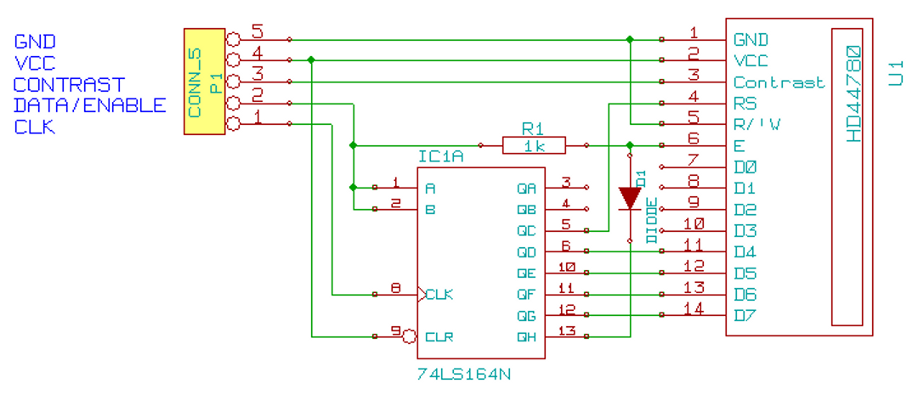 GND
VCC
CONTRAST
DATA/ENABLE
CLK
CONN_5
P1
5
4
3
2
1
R1
1k
IC1A
1 A
2 B
8 CLK
9 CLR
QA 3
QB 4
QC 5
QD 6
QE 10
QF 11
QG 12
QH 13
74LS164N
D1
DIODE
1 GND
2 VCC
3 Contrast
4 RS
5 R/!W
6 E
7 D0
8 D1
9 D2
10 D3
11 D4
12 D5
13 D6
14 D7
HD44780
U1